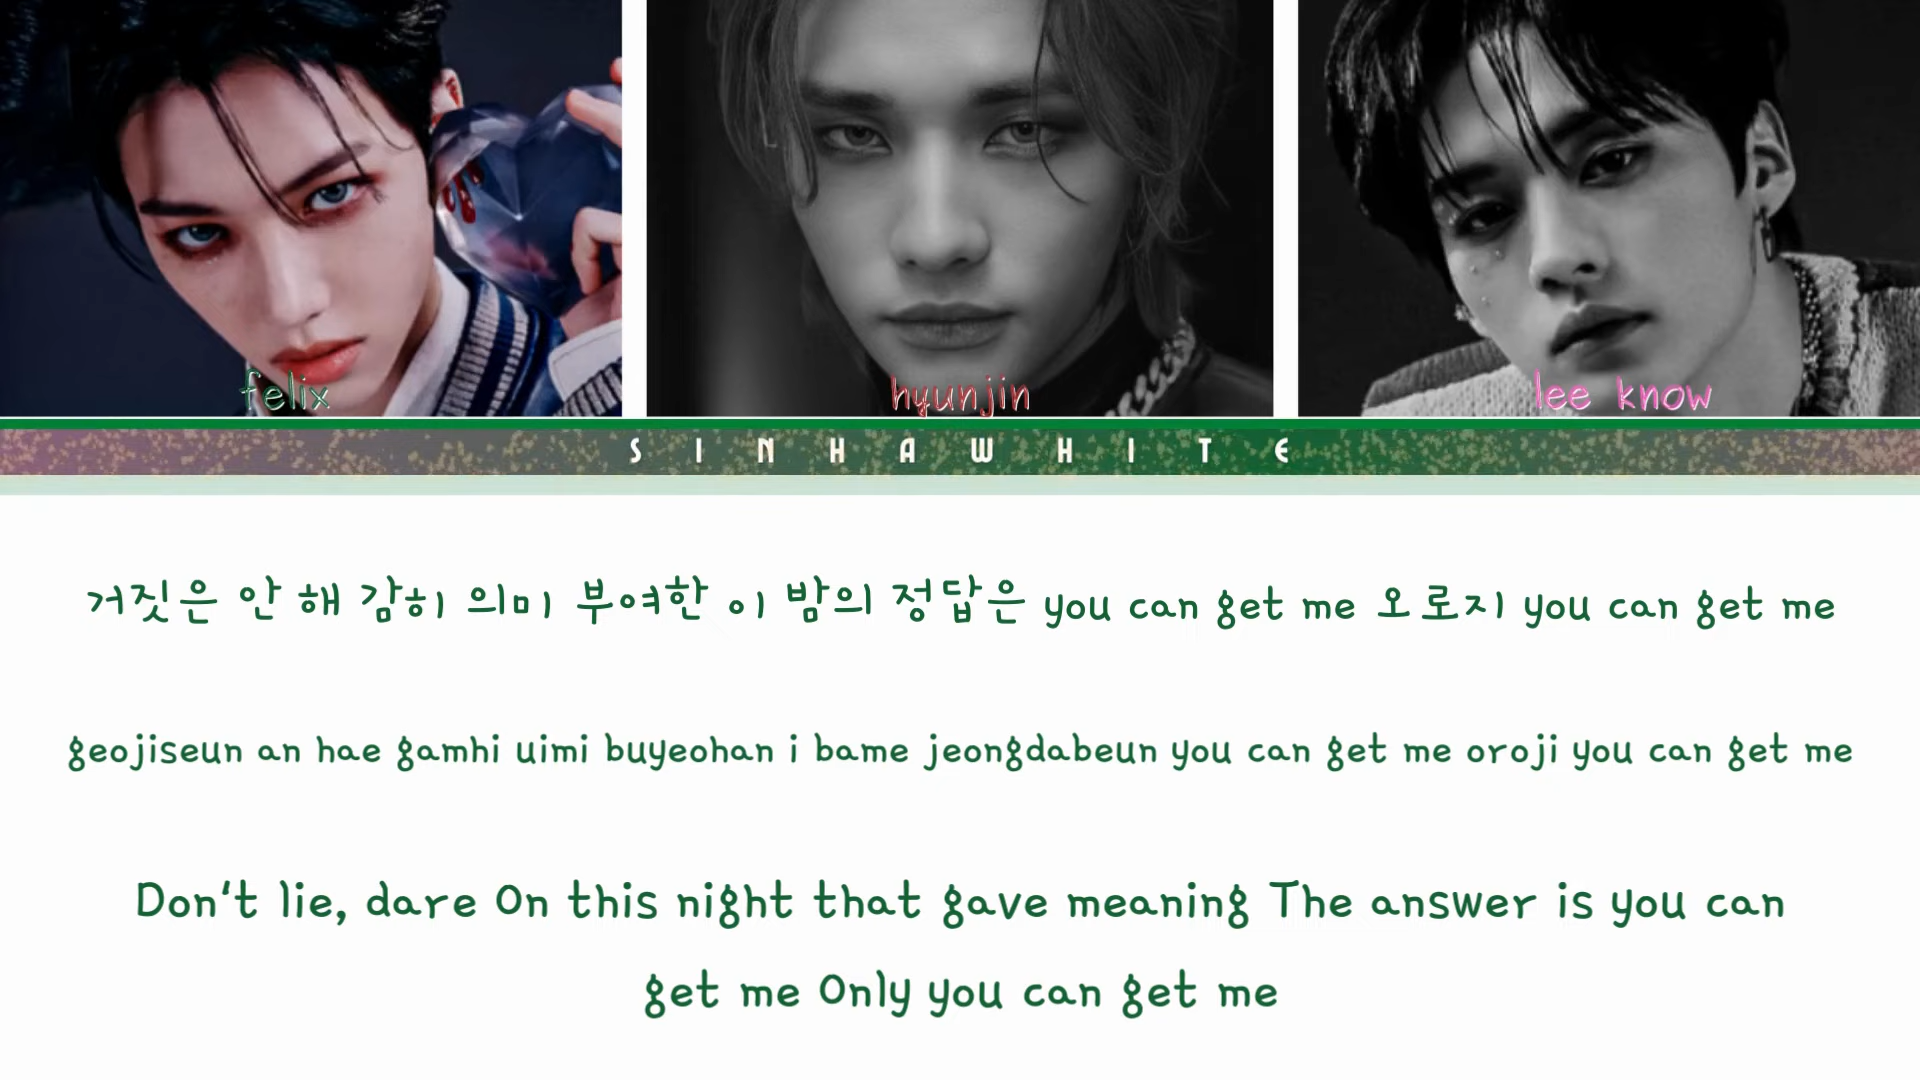 felix
hyunjin
lee know
SINHAWHITE
거짓은 안 해 감히 의미 부여한 이 밤의 정답은 you can get me 오로지 you can get me
geojiseun an hae gamhi uimi buyeohan i bame jeongdabeun you can get me oroji you can get me
Don't lie, dare On this night that gave meaning The answer is you can
get me Only you can get me